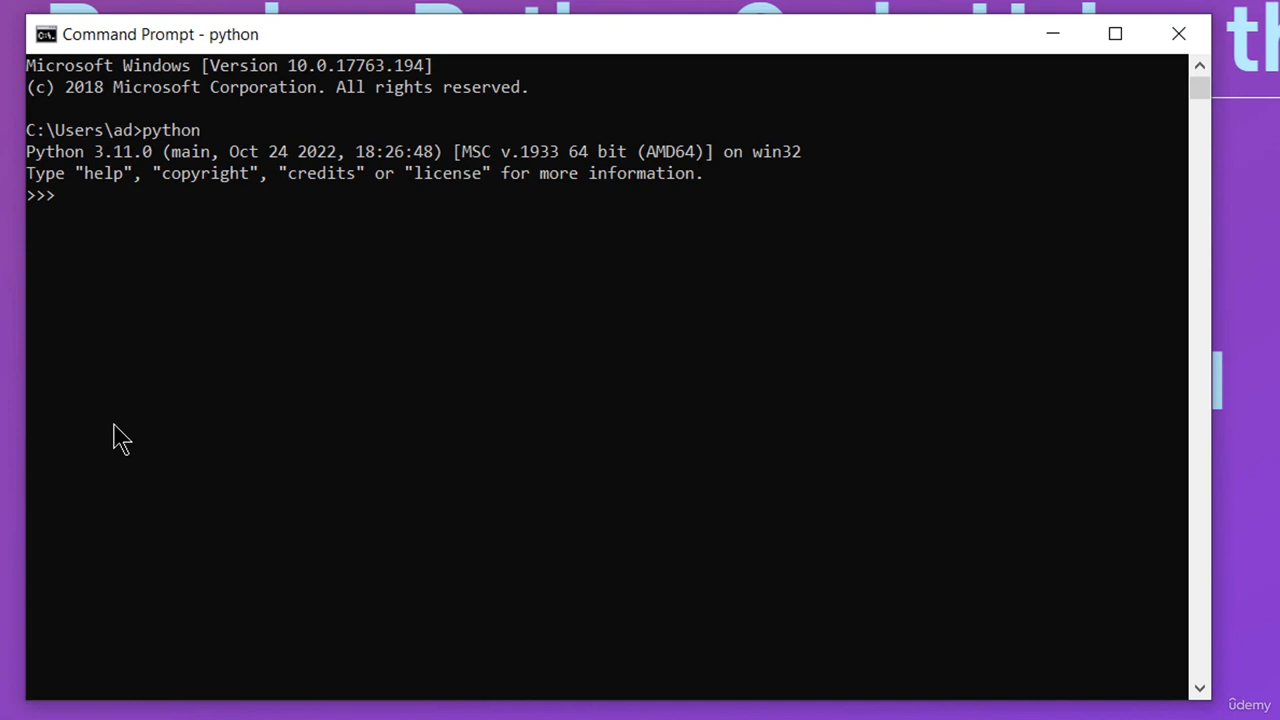 Command Prompt - python
Microsoft Windows [Version 10.0.17763.194]
(c) 2018 Microsoft Corporation. All rights reserved.
C:\Users\ad>python
Python 3.11.0 (main, Oct 24 2022, 18:26:48) [MSC v.1933 64 bit (AMD64)] on win32
Type "help", "copyright", "credits" or "license" for more information.
>>>
ûdemy